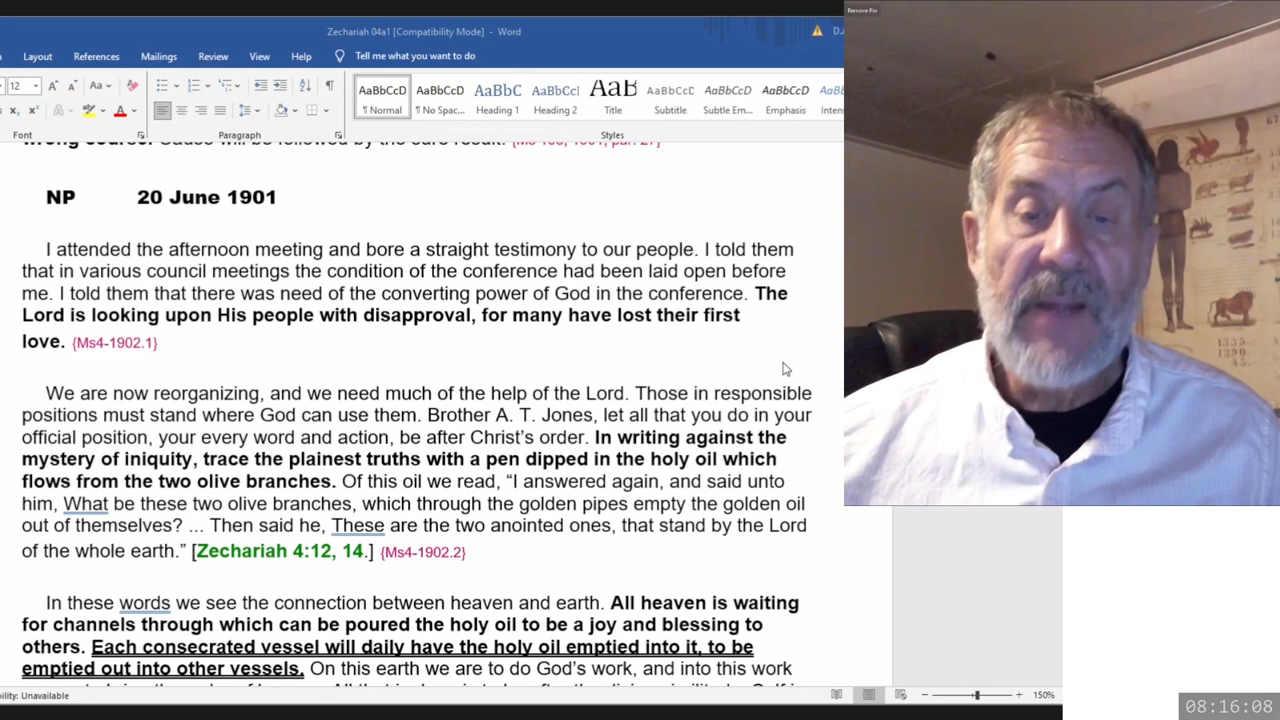 Remove Pin
Zechariah 04a1 [Compatibility Mode] - Word
Layout References Mailings Review View Help Tell me what you want to do
12
AaBbCcD AaBbCcD AaBbC AaBbCcI AaB AaBbCcD AaBbCcD AaBbCcD
¶ Normal ¶ No Spac... Heading 1 Heading 2 Title Subtitle Subtle Em... Emphasis
Font Paragraph Styles
NP 20 June 1901
I attended the afternoon meeting and bore a straight testimony to our people. I told them
that in various council meetings the condition of the conference had been laid open before
me. I told them that there was need of the converting power of God in the conference. The
Lord is looking upon His people with disapproval, for many have lost their first
love. {Ms4-1902.1}
We are now reorganizing, and we need much of the help of the Lord. Those in responsible
positions must stand where God can use them. Brother A. T. Jones, let all that you do in your
official position, your every word and action, be after Christ’s order. In writing against the
mystery of iniquity, trace the plainest truths with a pen dipped in the holy oil which
flows from the two olive branches. Of this oil we read, “I answered again, and said unto
him, What be these two olive branches, which through the golden pipes empty the golden oil
out of themselves? ... Then said he, These are the two anointed ones, that stand by the Lord
of the whole earth.” [Zechariah 4:12, 14.] {Ms4-1902.2}
In these words we see the connection between heaven and earth. All heaven is waiting
for channels through which can be poured the holy oil to be a joy and blessing to
others. Each consecrated vessel will daily have the holy oil emptied into it, to be
emptied out into other vessels. On this earth we are to do God’s work, and into this work
Unavailable
150%
1335
1290
08:16:08